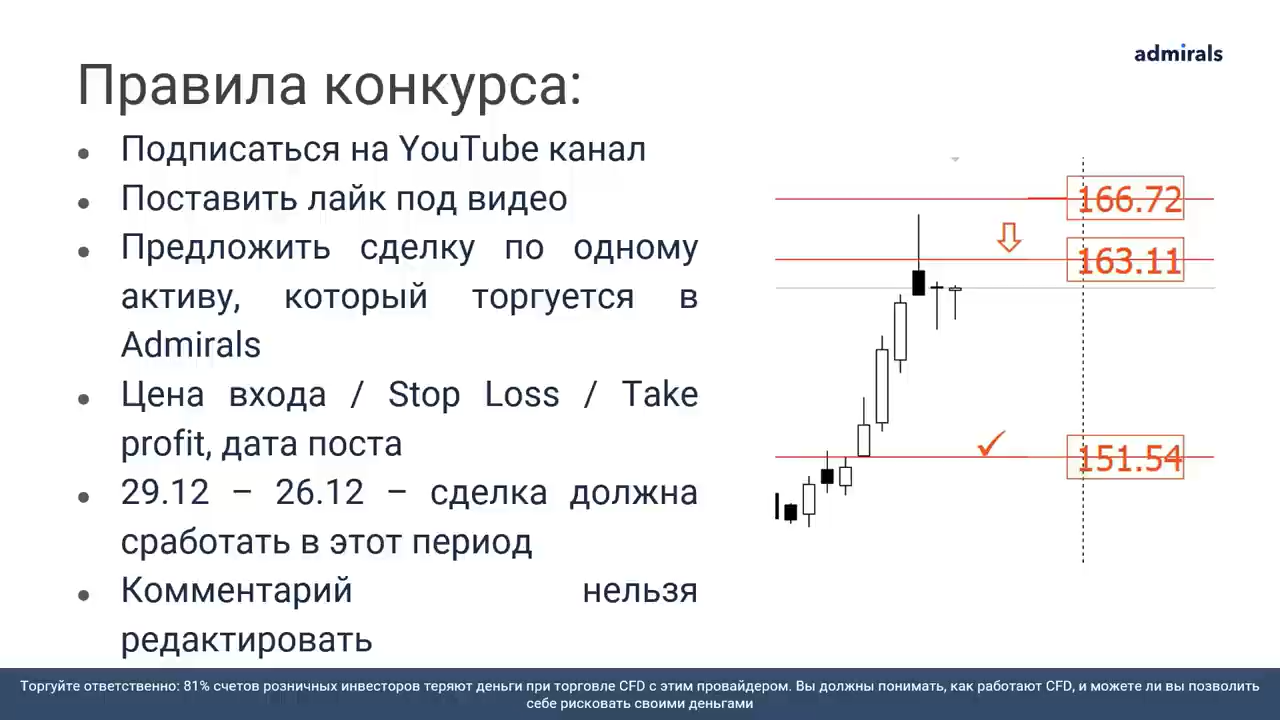 admirals
Правила конкурса:
Подписаться на YouTube канал
Поставить лайк под видео
Предложить сделку по одному
активу, который торгуется в
Admirals
Цена входа / Stop Loss / Take
profit, дата поста
29.12 – 26.12 – сделка должна
сработать в этот период
Комментарий нельзя
редактировать
166.72
163.11
151.54
Торгуйте ответственно: 81% счетов розничных инвесторов теряют деньги при торговле CFD с этим провайдером. Вы должны понимать, как работают CFD, и можете ли вы позволить
себе рисковать своими деньгами